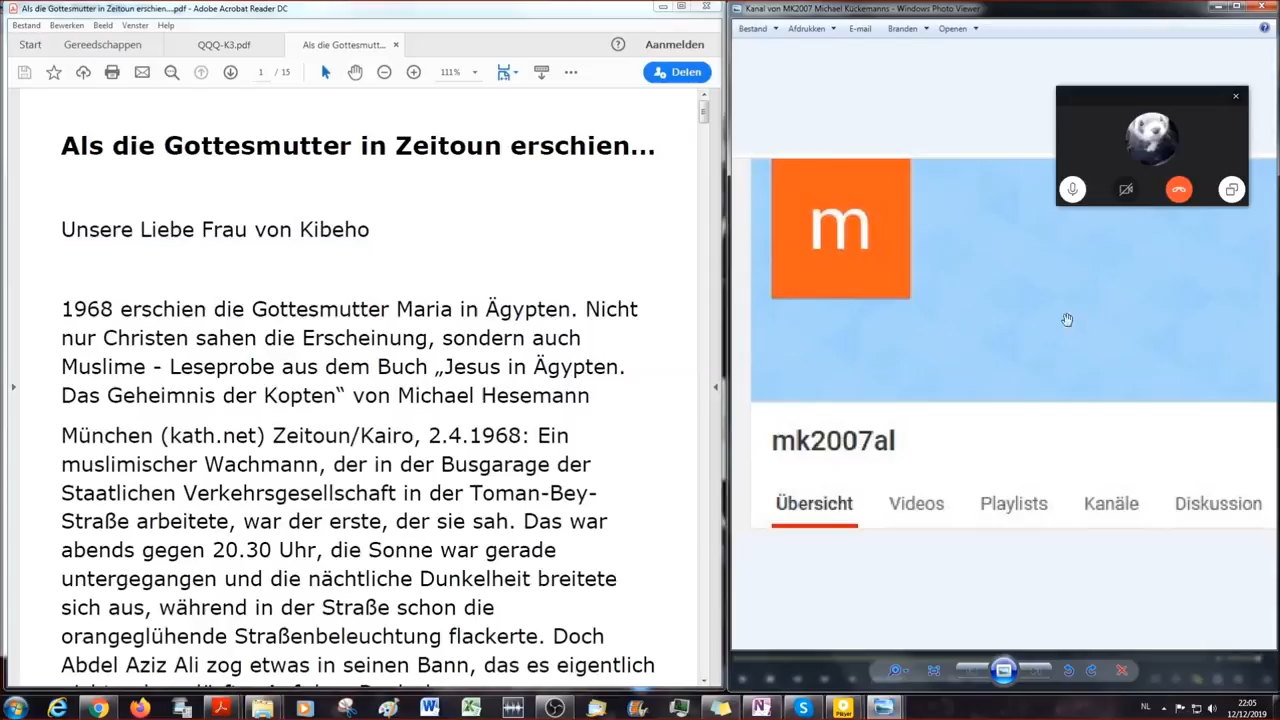 Als die Gottesmutter in Zeitoun erschien....pdf - Adobe Acrobat Reader DC
Bestand Bewerken Beeld Venster Help
Start Gereedschappen QQQ-K3.pdf Als die Gottesmutt... × Aanmelden
1 / 15 111% Delen
Als die Gottesmutter in Zeitoun erschien...
Unsere Liebe Frau von Kibeho
1968 erschien die Gottesmutter Maria in Ägypten. Nicht
nur Christen sahen die Erscheinung, sondern auch
Muslime - Leseprobe aus dem Buch „Jesus in Ägypten.
Das Geheimnis der Kopten“ von Michael Hesemann
München (kath.net) Zeitoun/Kairo, 2.4.1968: Ein
muslimischer Wachmann, der in der Busgarage der
Staatlichen Verkehrsgesellschaft in der Toman-Bey-
Straße arbeitete, war der erste, der sie sah. Das war
abends gegen 20.30 Uhr, die Sonne war gerade
untergegangen und die nächtliche Dunkelheit breitete
sich aus, während in der Straße schon die
orangeglühende Straßenbeleuchtung flackerte. Doch
Abdel Aziz Ali zog etwas in seinen Bann, das es eigentlich
Kanal von MK2007 Michael Kückemanns - Windows Photo Viewer
Bestand Afdrukken E-mail Branden Openen
m
mk2007al
Übersicht Videos Playlists Kanäle Diskussion
NL 22:05
12/12/2019